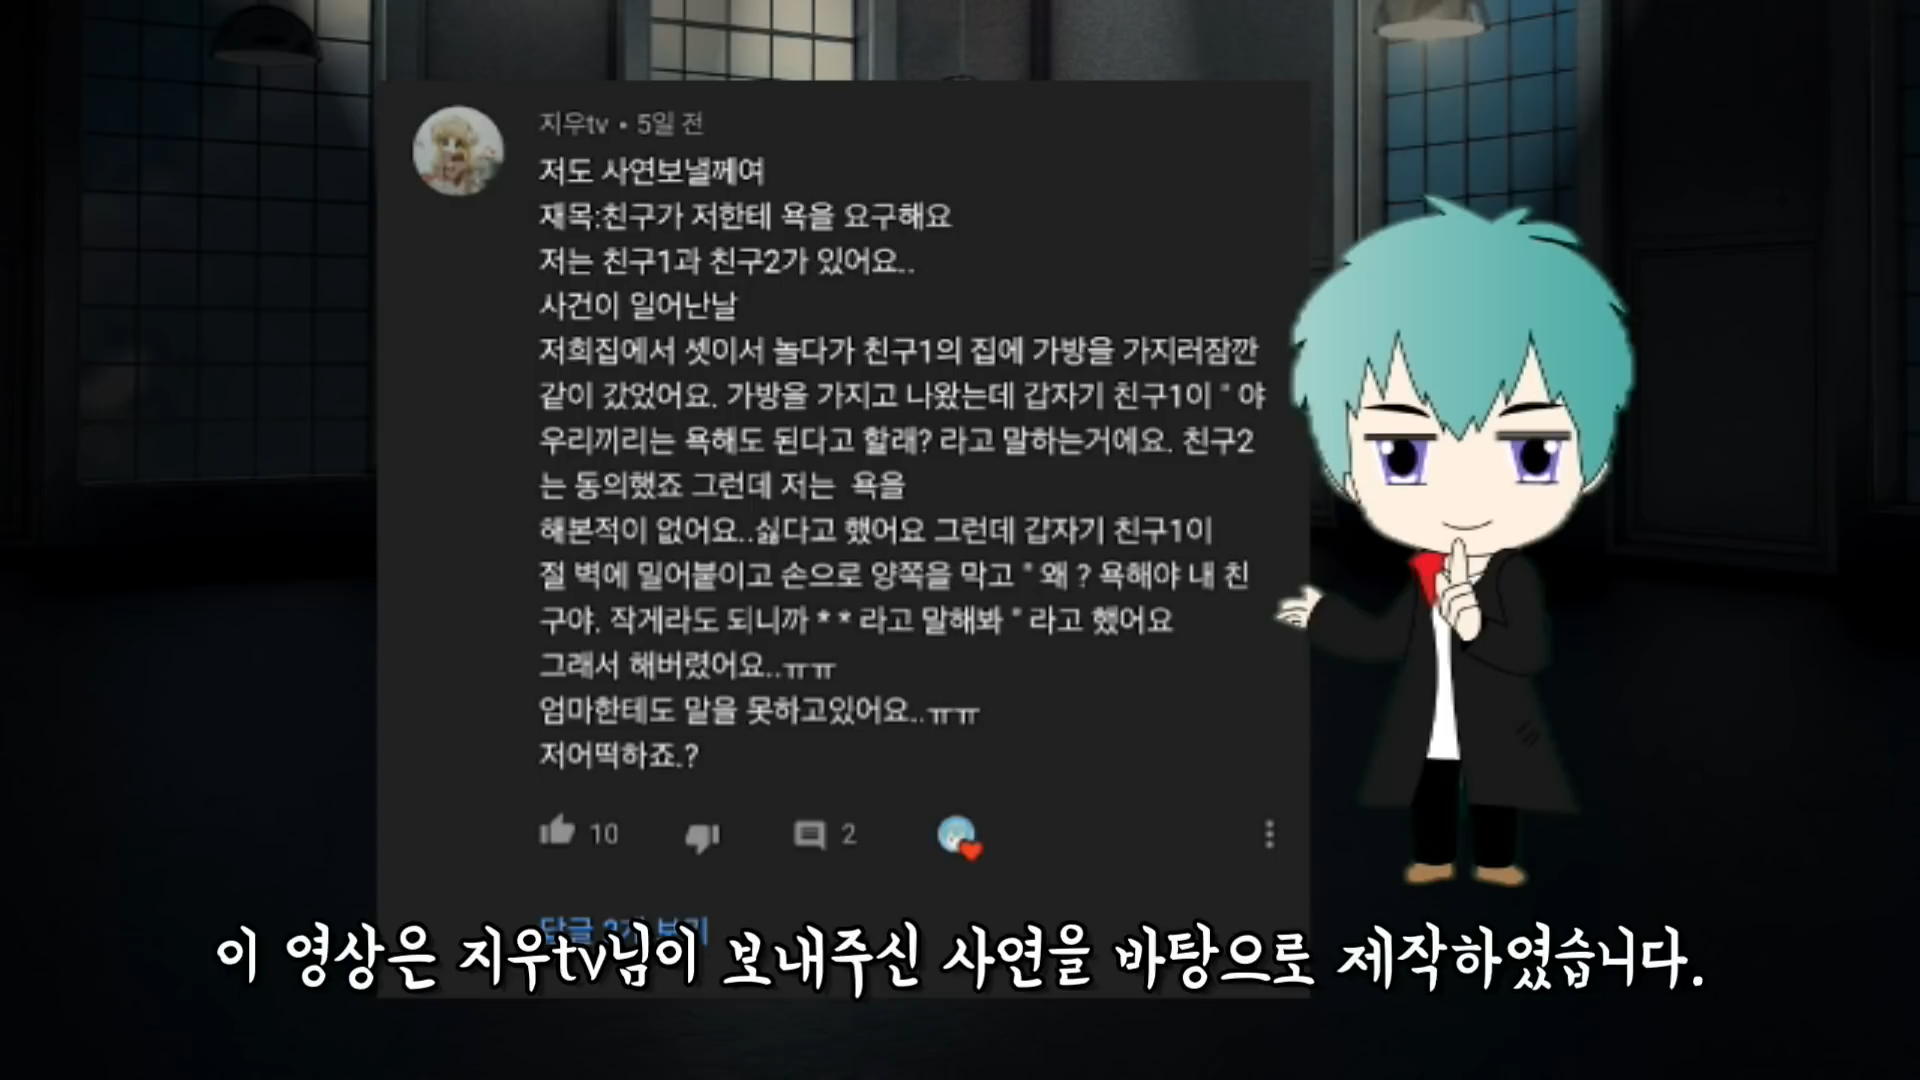 지우tv • 5일 전
저도 사연보낼께여
재목:친구가 저한테 욕을 요구해요
저는 친구1과 친구2가 있어요..
사건이 일어난날
저희집에서 셋이서 놀다가 친구1의 집에 가방을 가지러잠깐
같이 갔었어요. 가방을 가지고 나왔는데 갑자기 친구1이 " 야
우리끼리는 욕해도 된다고 할래? 라고 말하는거에요. 친구2
는 동의했죠 그런데 저는  욕을
해본적이 없어요..싫다고 했어요 그런데 갑자기 친구1이
절 벽에 밀어붙이고 손으로 양쪽을 막고 " 왜 ? 욕해야 내 친
구야. 작게라도 되니까 * * 라고 말해봐 " 라고 했어요
그래서 해버렸어요..ㅠㅠ
엄마한테도 말을 못하고있어요..ㅠㅠ
저어떡하죠.?
10
2
답글 2개 보기
이 영상은 지우tv님이 보내주신 사연을 바탕으로 제작하였습니다.